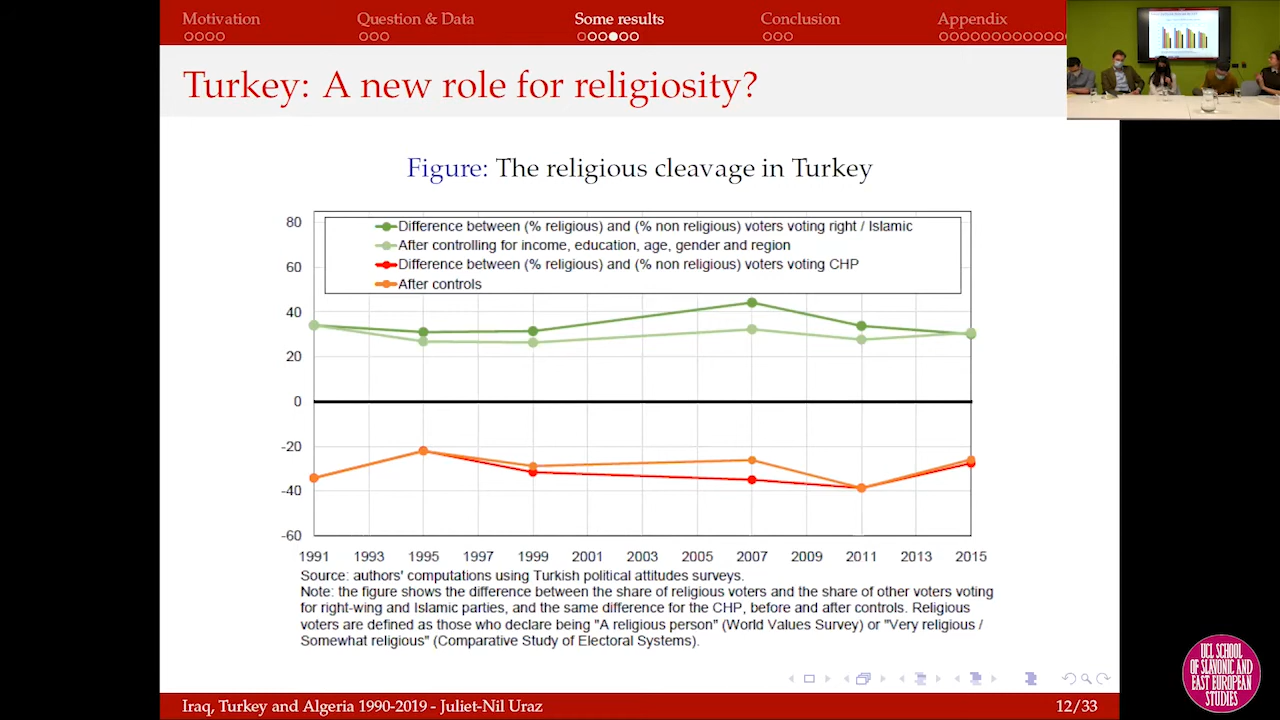 Motivation
Question & Data
Some results
Conclusion
Appendix
Turkey: A new role for religiosity?
Figure: The religious cleavage in Turkey
Difference between (% religious) and (% non religious) voters voting right / Islamic
After controlling for income, education, age, gender and region
Difference between (% religious) and (% non religious) voters voting CHP
After controls
80
60
40
20
0
-20
-40
-60
1991 1993 1995 1997 1999 2001 2003 2005 2007 2009 2011 2013 2015
Source: authors' computations using Turkish political attitudes surveys.
Note: the figure shows the difference between the share of religious voters and the share of other voters voting
for right-wing and Islamic parties, and the same difference for the CHP, before and after controls. Religious
voters are defined as those who declare being "A religious person" (World Values Survey) or "Very religious /
Somewhat religious" (Comparative Study of Electoral Systems).
Iraq, Turkey and Algeria 1990-2019 - Juliet-Nil Uraz
12/33
UCL SCHOOL
OF SLAVONIC AND
EAST EUROPEAN
STUDIES